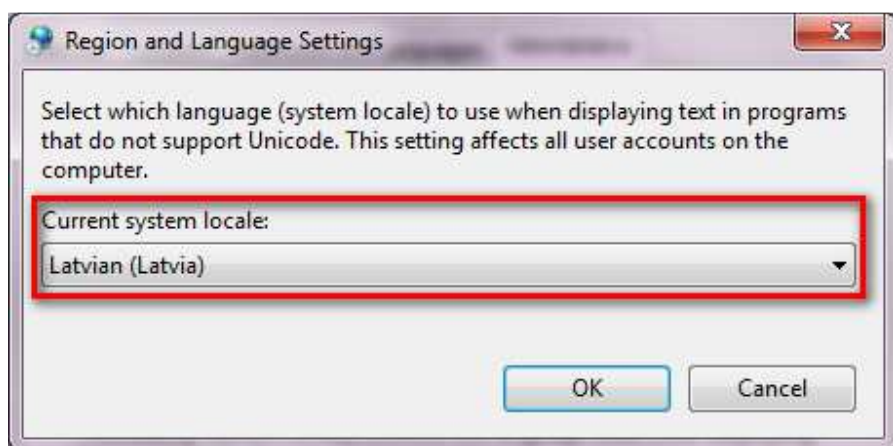 Region and Language Settings
Select which language (system locale) to use when displaying text in programs
that do not support Unicode. This setting affects all user accounts on the
computer.
Current system locale:
Latvian (Latvia)
OK
Cancel